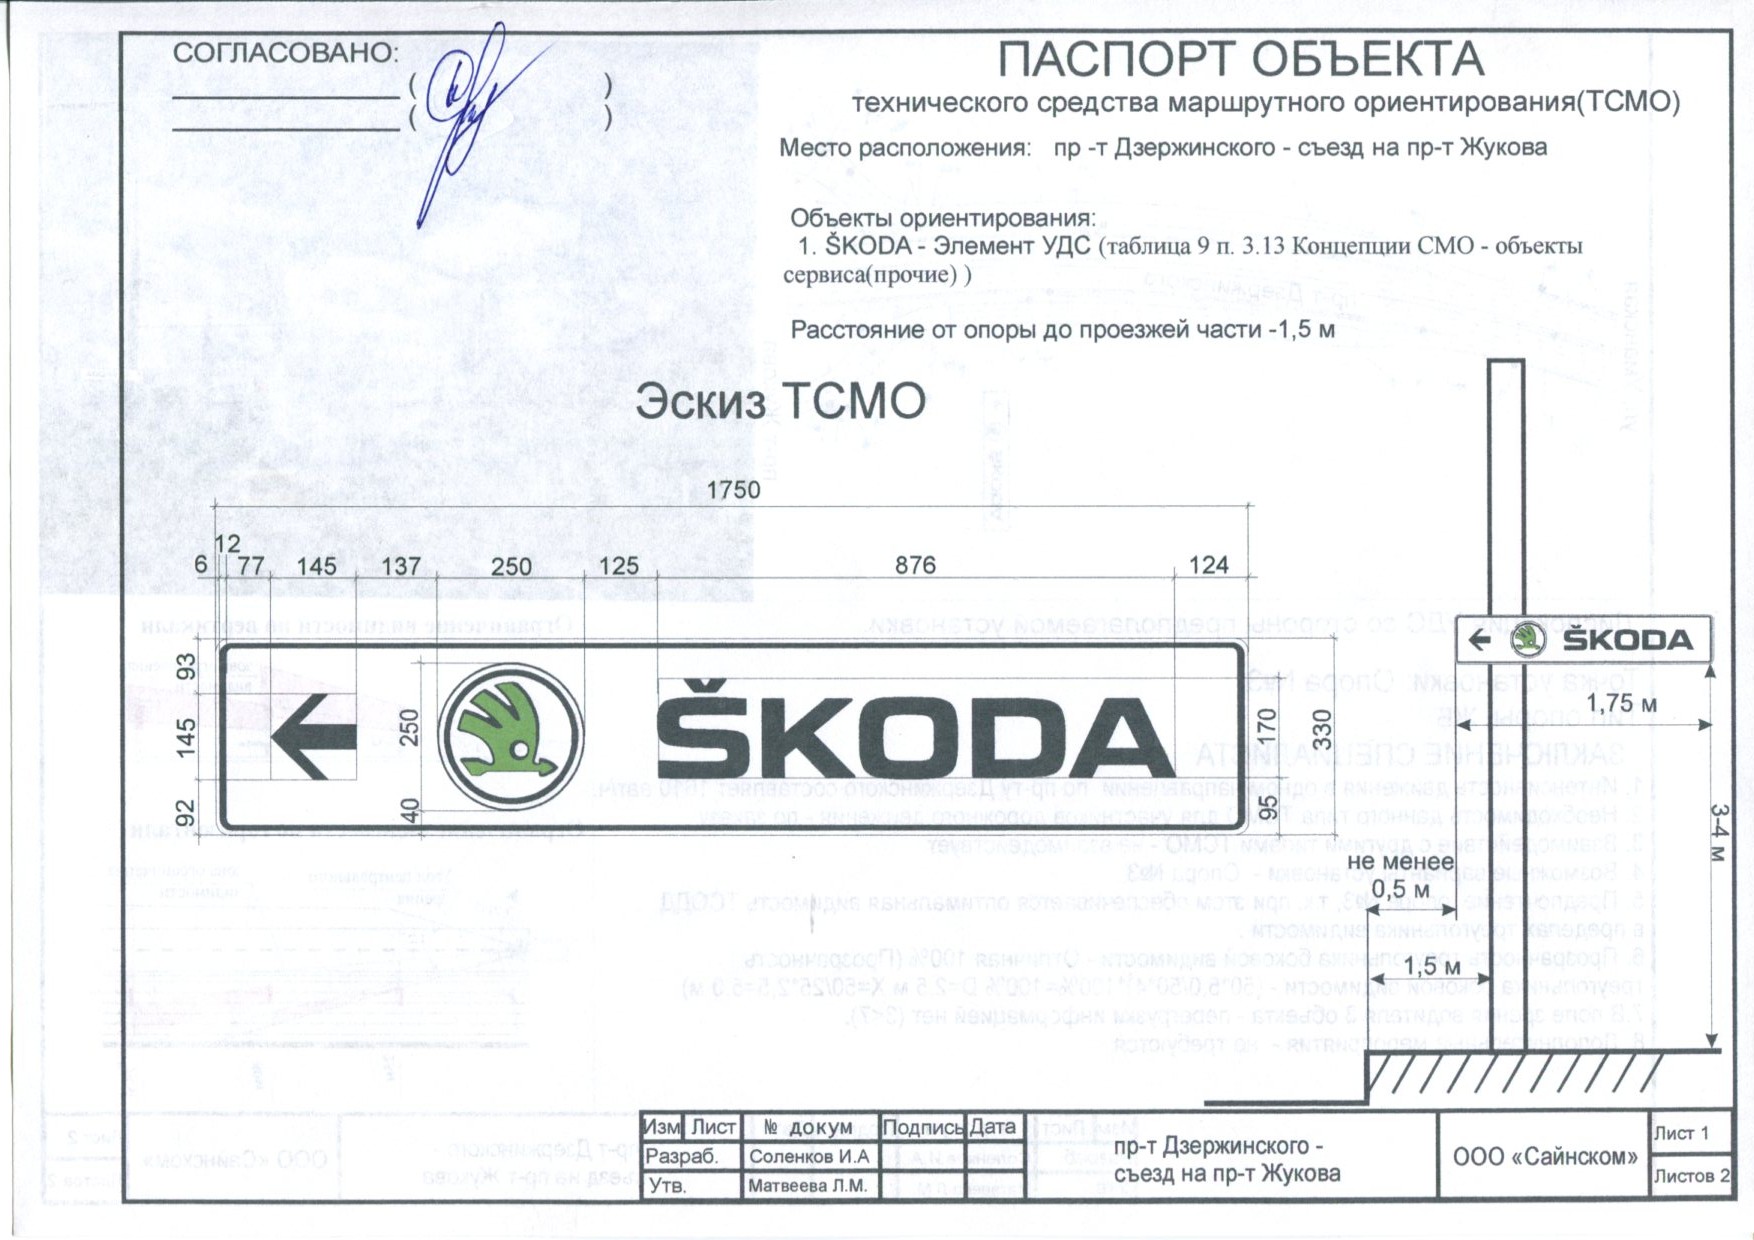 СОГЛАСОВАНО:
ПАСПОРТ ОБЪЕКТА
технического средства маршрутного ориентирования(ТСМО)
Место расположения: пр -т Дзержинского - съезд на пр-т Жукова
Объекты ориентирования:
1. ŠKODA - Элемент УДС (таблица 9 п. 3.13 Концепции СМО - объекты
сервиса(прочие) )
Расстояние от опоры до проезжей части -1,5 м
Эскиз ТСМО
1750
12
6 77 145 137 250 125 876 124
93
145
92
250
40
ŠKODA
170
95
330
ŠKODA
1,75 м
3-4 м
не менее
0,5 м
1,5 м
Изм Лист № докум Подпись Дата
Разраб. Соленков И.А
Утв. Матвеева Л.М.
пр-т Дзержинского -
съезд на пр-т Жукова
ООО «Сайнском»
Лист 1
Листов 2